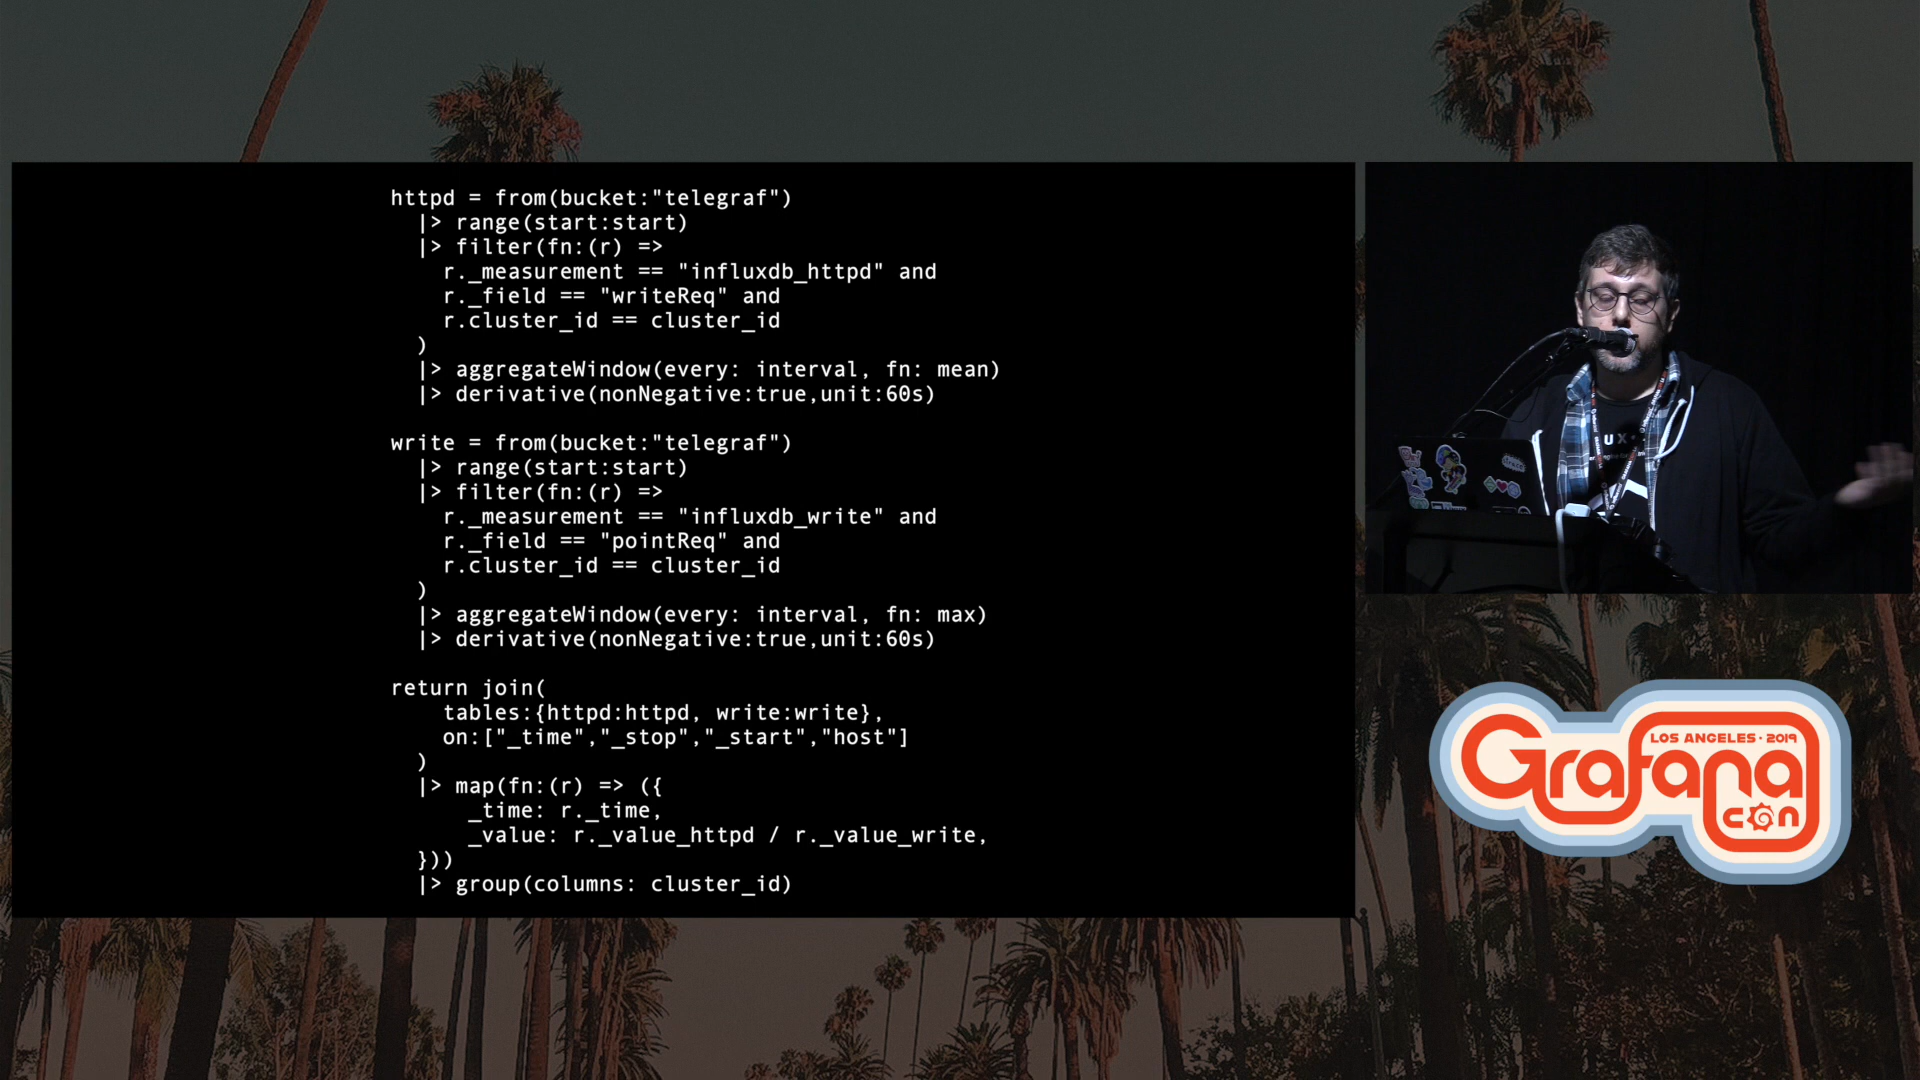 httpd = from(bucket:"telegraf")
  |> range(start:start)
  |> filter(fn:(r) =>
    r._measurement == "influxdb_httpd" and
    r._field == "writeReq" and
    r.cluster_id == cluster_id
  )
  |> aggregateWindow(every: interval, fn: mean)
  |> derivative(nonNegative:true,unit:60s)
write = from(bucket:"telegraf")
  |> range(start:start)
  |> filter(fn:(r) =>
    r._measurement == "influxdb_write" and
    r._field == "pointReq" and
    r.cluster_id == cluster_id
  )
  |> aggregateWindow(every: interval, fn: max)
  |> derivative(nonNegative:true,unit:60s)
return join(
    tables:{httpd:httpd, write:write},
    on:["_time","_stop","_start","host"]
  )
  |> map(fn:(r) => ({
      _time: r._time,
      _value: r._value_httpd / r._value_write,
  }))
  |> group(columns: cluster_id)
UX
LOS ANGELES · 2019
Grafana
con